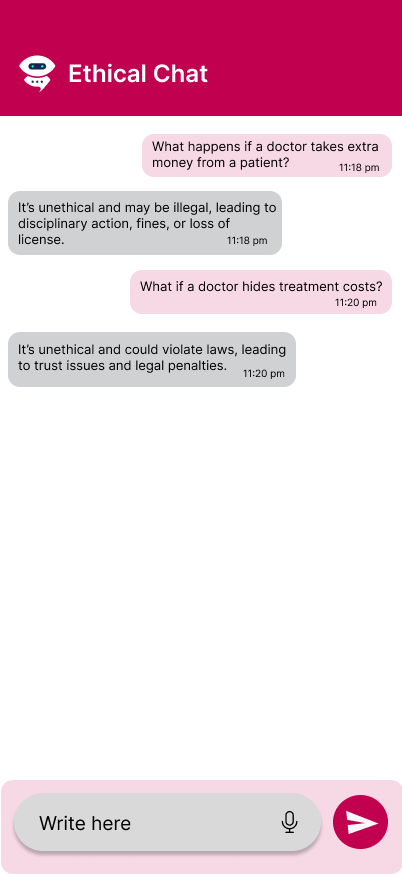 Ethical Chat
What happens if a doctor takes extra
money from a patient?
11:18 pm
It's unethical and may be illegal, leading to
disciplinary action, fines, or loss of
license.
11:18 pm
What if a doctor hides treatment costs?
11:20 pm
It's unethical and could violate laws, leading
to trust issues and legal penalties.
11:20 pm
Write here